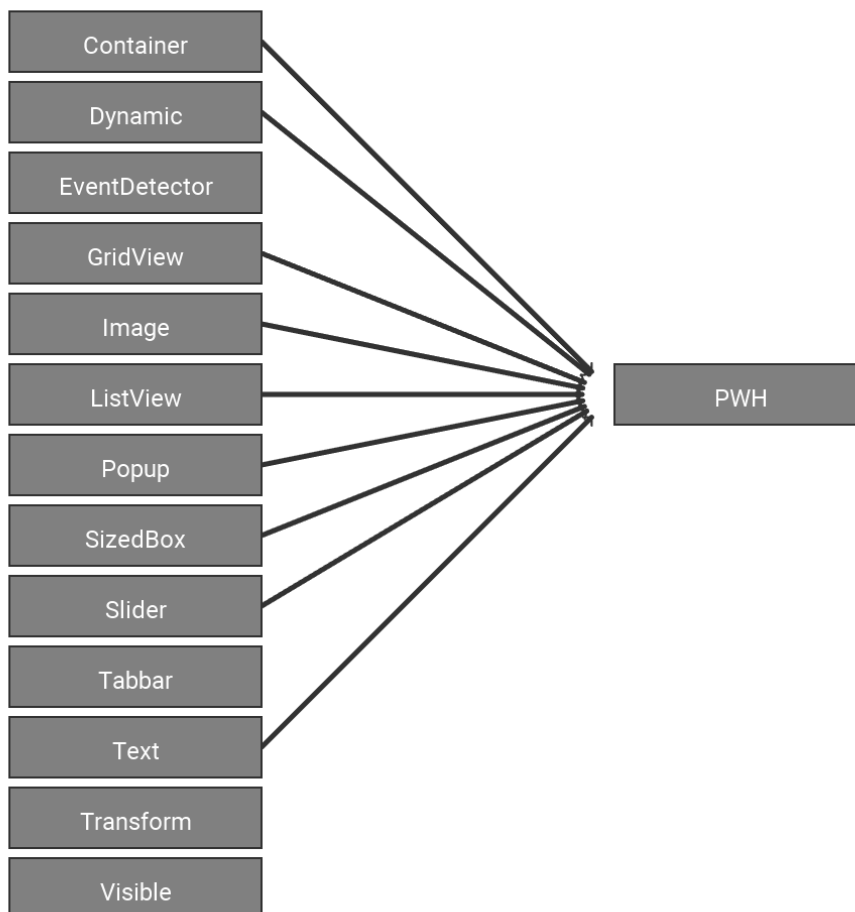 Container
Dynamic
EventDetector
GridView
Image
ListView
PWH
Popup
SizedBox
Slider
Tabbar
Text
Transform
Visible